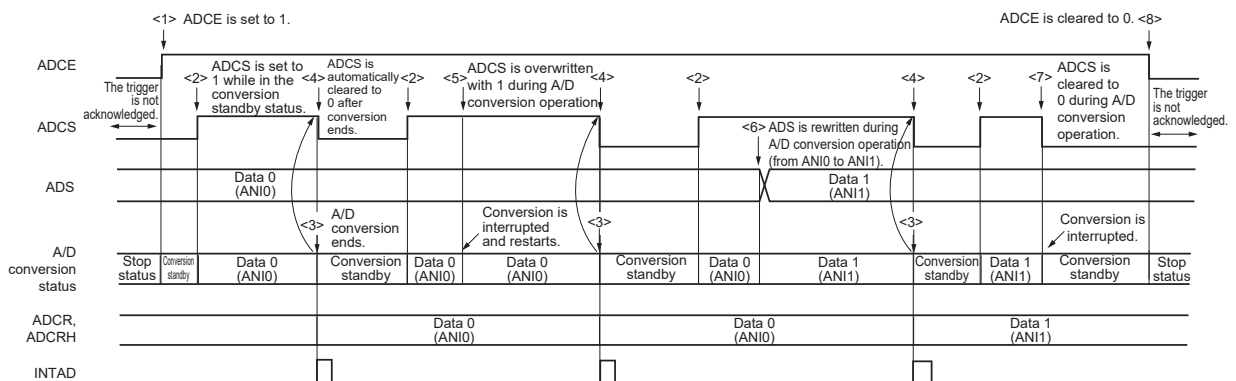 <1> ADCE is set to 1.
ADCE is cleared to 0. <8>
ADCE
The trigger
is not
acknowledged.
<2>
ADCS is set to
1 while in the
conversion
standby status.
<4>
ADCS is
automatically
cleared to
0 after
conversion
ends.
<2>
<5>
ADCS is overwritten
with 1 during A/D
conversion operation
<4>
<2>
<4>
<2>
<7>
ADCS is
cleared to
0 during A/D
conversion
operation.
The trigger
is not
acknowledged.
ADCS
<6> ADS is rewritten during
A/D conversion operation
(from ANI0 to ANI1).
ADS
Data 0
(ANI0)
Data 1
(ANI1)
<3>
A/D
conversion
ends.
Conversion is
interrupted
and restarts.
<3>
<3>
Conversion is
interrupted.
A/D
conversion
status
Stop
status
Conversion
standby
Data 0
(ANI0)
Conversion
standby
Data 0
(ANI0)
Data 0
(ANI0)
Conversion
standby
Data 0
(ANI0)
Data 1
(ANI1)
Conversion
standby
Data 1
(ANI1)
Conversion
standby
Stop
status
ADCR,
ADCRH
Data 0
(ANI0)
Data 0
(ANI0)
Data 1
(ANI1)
INTAD